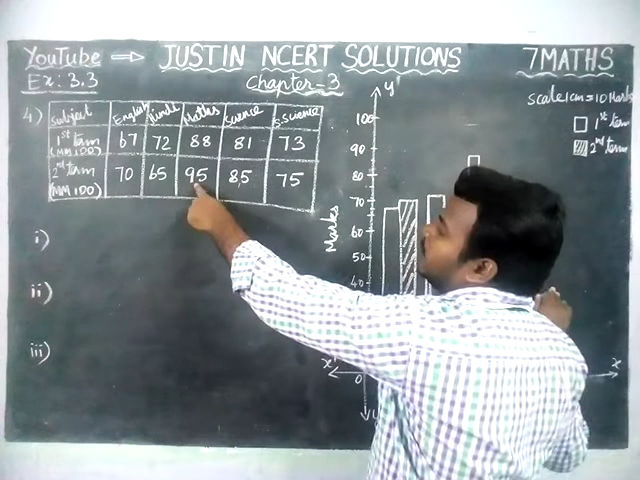 YouTube ⇒ JUSTIN NCERT SOLUTIONS 7MATHS
Ex: 3.3 Chapter-3
4) Subject English Hindi Maths Science S.Science
1st term (MM 100) 67 72 88 81 73
2nd term (MM 100) 70 65 95 85 75
i)
ii)
iii)
Y'
scale 1cm = 10 Marks
1st term
2nd term
100
90
80
70
60
50
40
Marks
X' 0 X